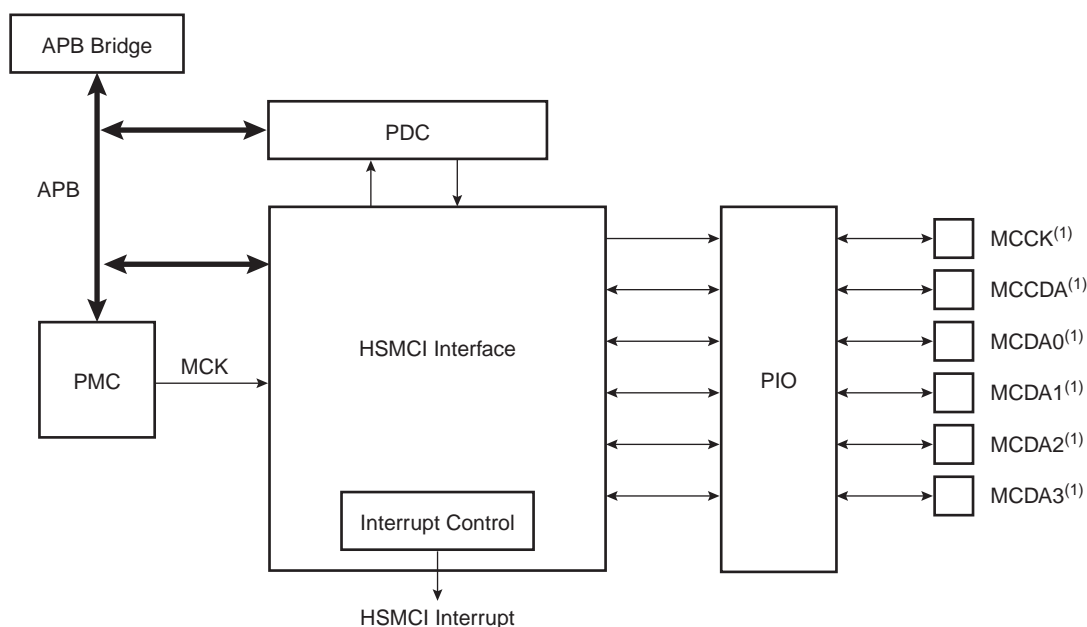 APB Bridge
PDC
APB
MCCK(1)
MCCDA(1)
HSMCI Interface
MCDA0(1)
MCK
PMC
PIO
MCDA1(1)
MCDA2(1)
MCDA3(1)
Interrupt Control
HSMCI Interrupt